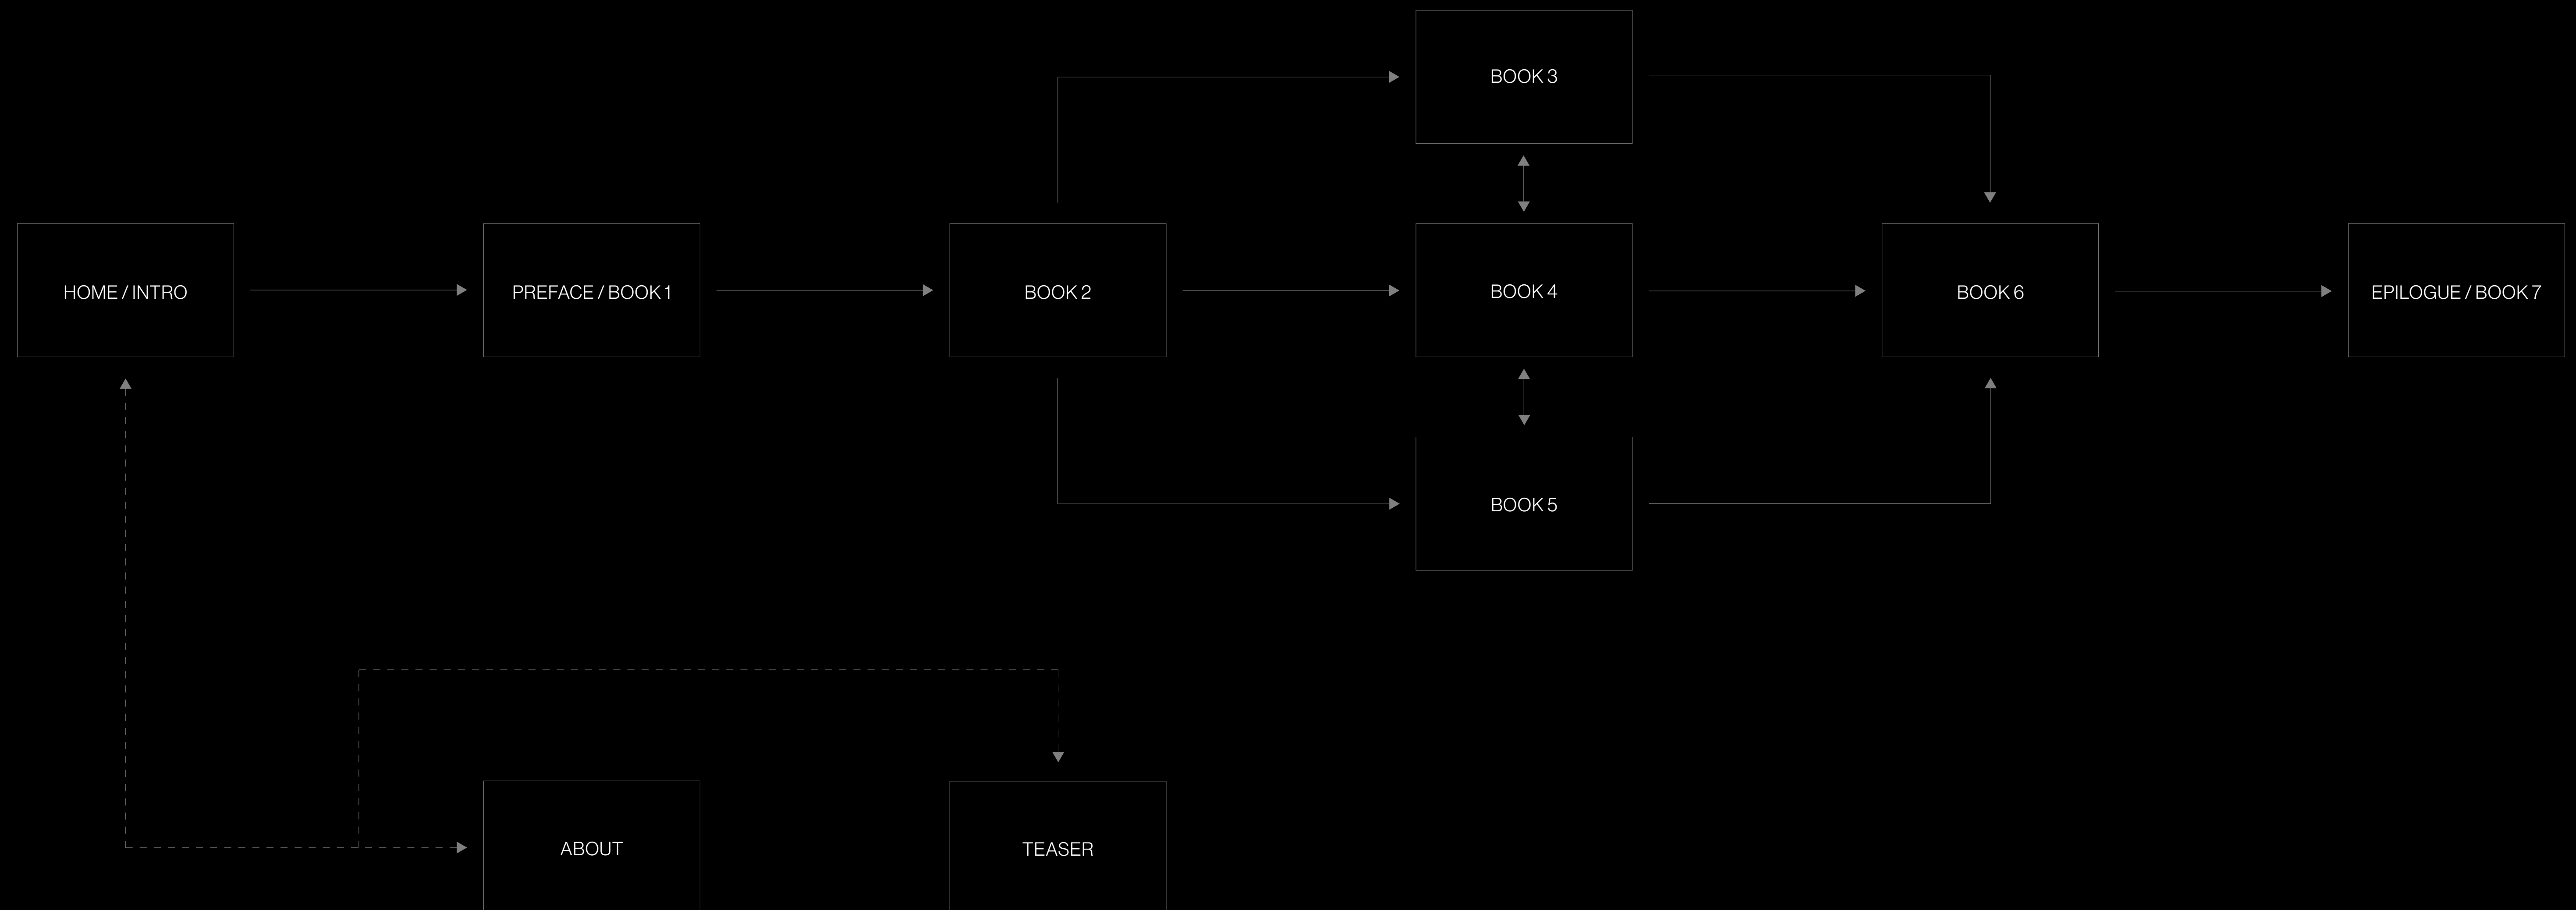 BOOK 3
HOME / INTRO
PREFACE / BOOK 1
BOOK 2
BOOK 4
BOOK 6
EPILOGUE / BOOK 7
BOOK 5
ABOUT
TEASER